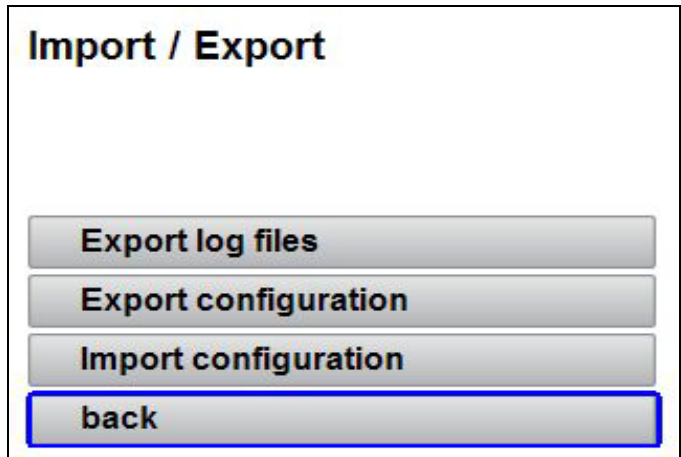 Import / Export
Export log files
Export configuration
Import configuration
back